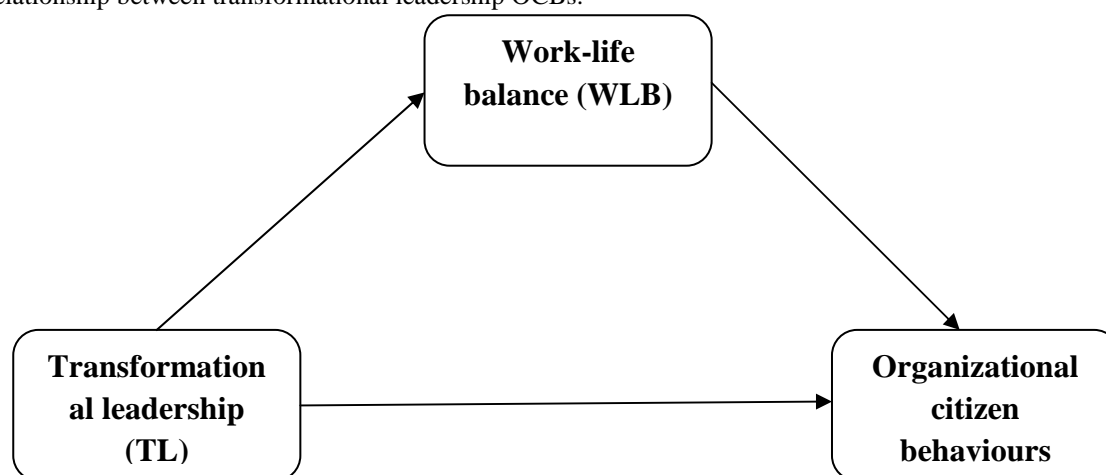 relationship between transformational leadership OCBs.
Work-life
balance (WLB)
Transformation
al leadership
(TL)
Organizational
citizen
behaviours